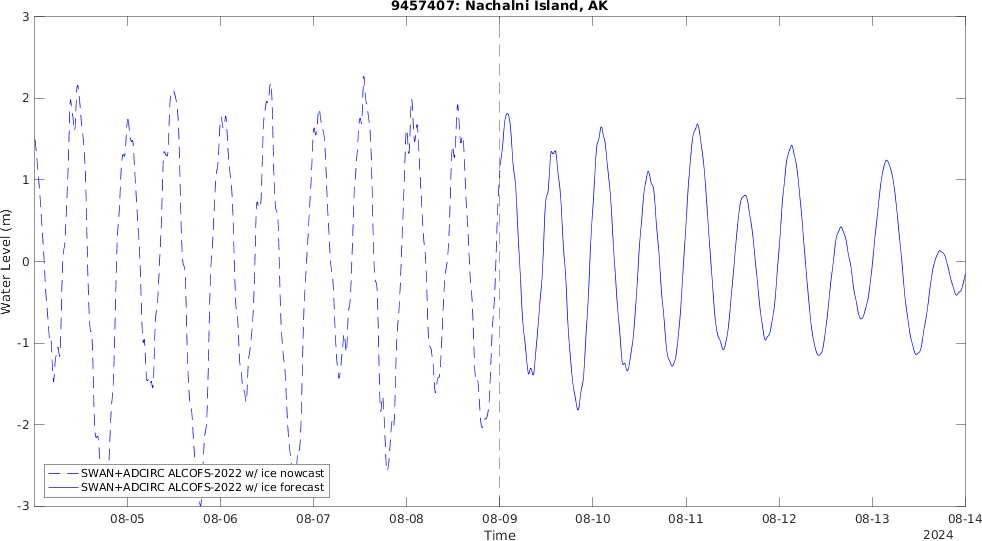 9457407: Nachalni Island, AK
3
2
1
0
-1
-2
-3
Water Level (m)
SWAN+ADCIRC ALCOFS-2022 w/ ice nowcast
SWAN+ADCIRC ALCOFS-2022 w/ ice forecast
08-05 08-06 08-07 08-08 08-09 08-10 08-11 08-12 08-13 08-14
Time
2024